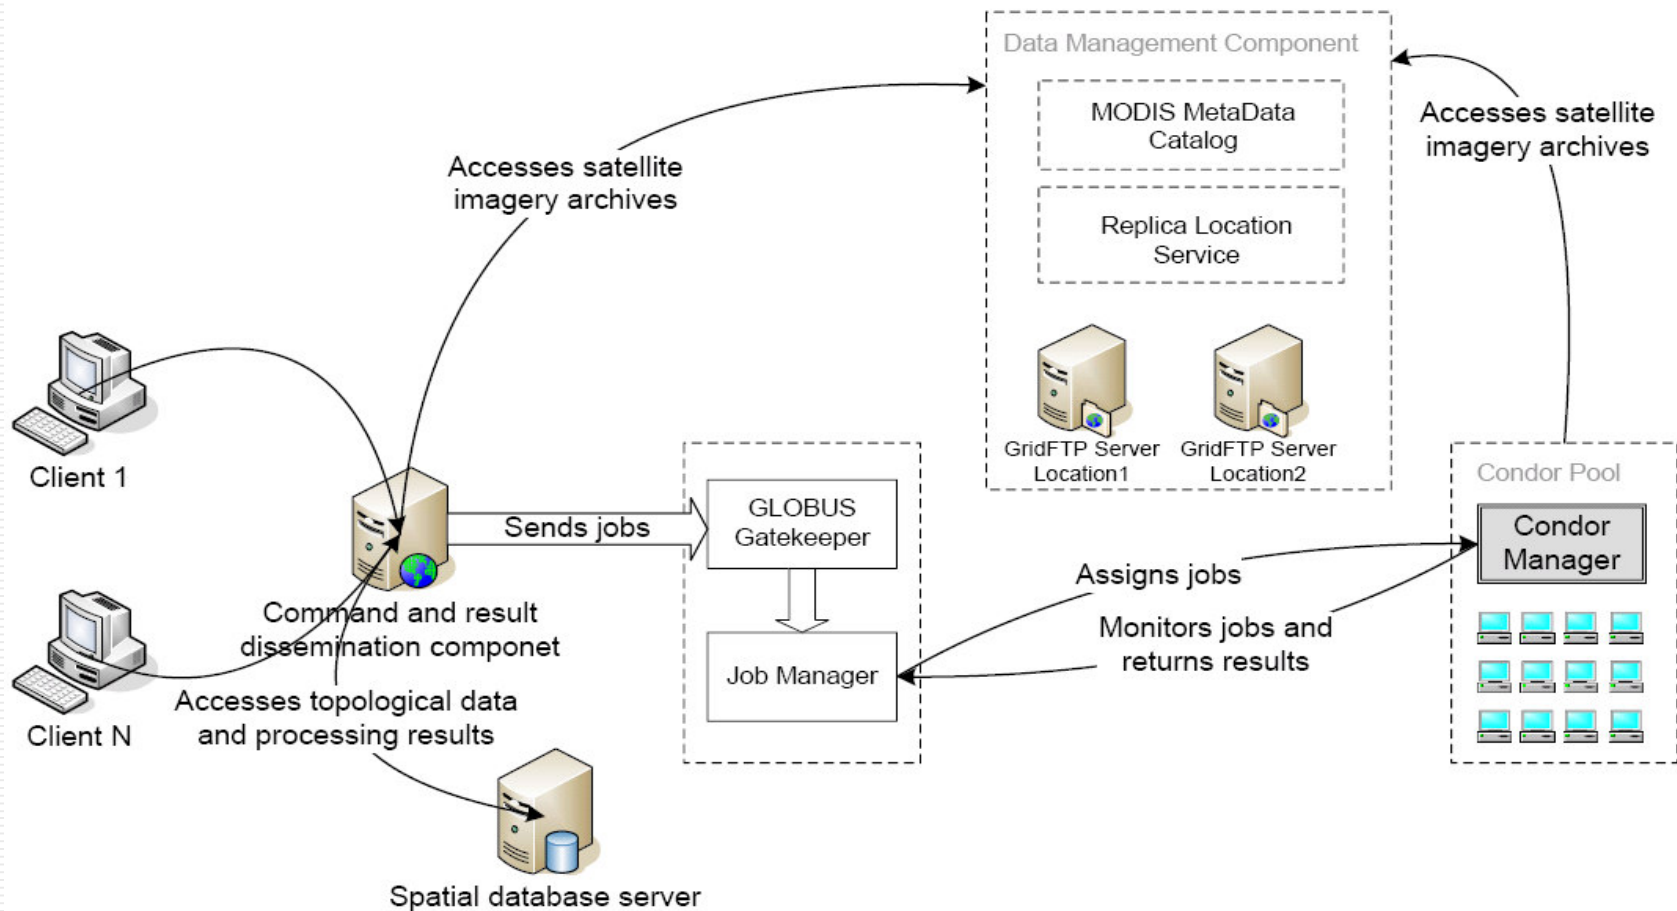 Data Management Component
MODIS MetaData
Catalog
Replica Location
Service
GridFTP Server
Location1
GridFTP Server
Location2
Accesses satellite
imagery archives
Accesses satellite
imagery archives
Client 1
Client N
Sends jobs
Command and result
dissemination componet
Accesses topological data
and processing results
Spatial database server
GLOBUS
Gatekeeper
Job Manager
Assigns jobs
Monitors jobs and
returns results
Condor Pool
Condor
Manager